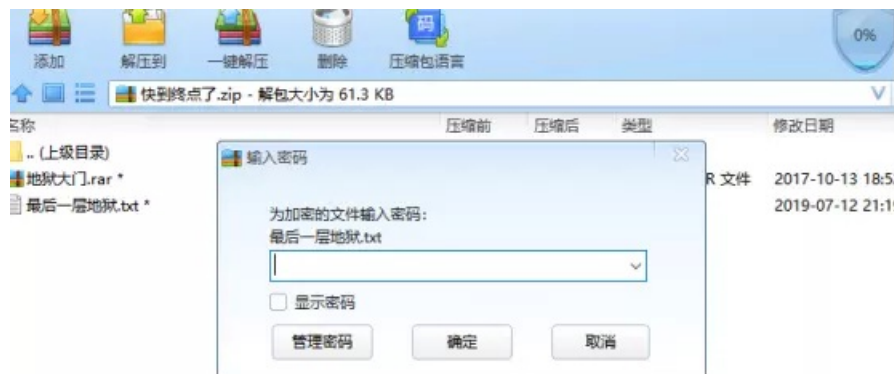 码
0%
添加 解压到 一键解压 删除 压缩包语言
快到终点了.zip - 解包大小为 61.3 KB
名称 压缩前 压缩后 类型 修改日期
.. (上级目录)
地狱大门.rar * R 文件 2017-10-13 18:5
最后一层地狱.txt * 2019-07-12 21:1
输入密码
为加密的文件输入密码:
最后一层地狱.txt
显示密码
管理密码 确定 取消